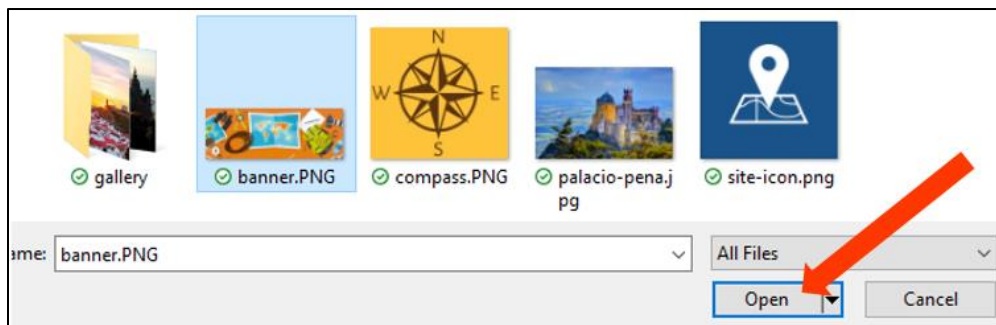 N
W E
S
gallery
banner.PNG
compass.PNG
palacio-pena.j
pg
site-icon.png
ame: banner.PNG
All Files
Open
Cancel